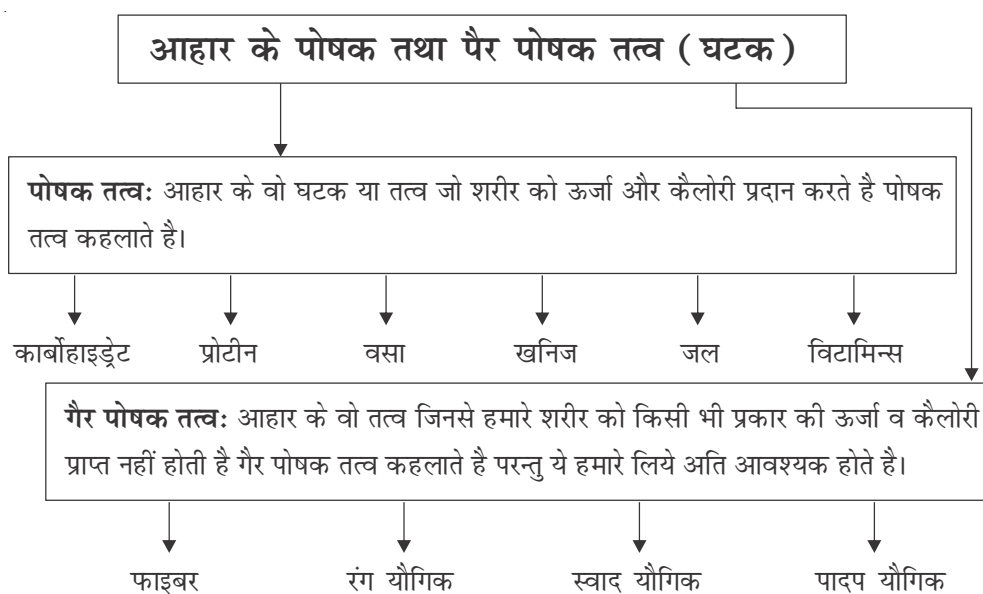 आहार के पोषक तथा पैर पोषक तत्व ( घटक )
पोषक तत्वः आहार के वो घटक या तत्व जो शरीर को ऊर्जा और कैलोरी प्रदान करते है पोषक
तत्व कहलाते है।
कार्बोहाइड्रेट प्रोटीन वसा खनिज जल विटामिन्स
गैर पोषक तत्वः आहार के वो तत्व जिनसे हमारे शरीर को किसी भी प्रकार की ऊर्जा व कैलोरी
प्राप्त नहीं होती है गैर पोषक तत्व कहलाते है परन्तु ये हमारे लिये अति आवश्यक होते है।
फाइबर रंग यौगिक स्वाद यौगिक पादप यौगिक